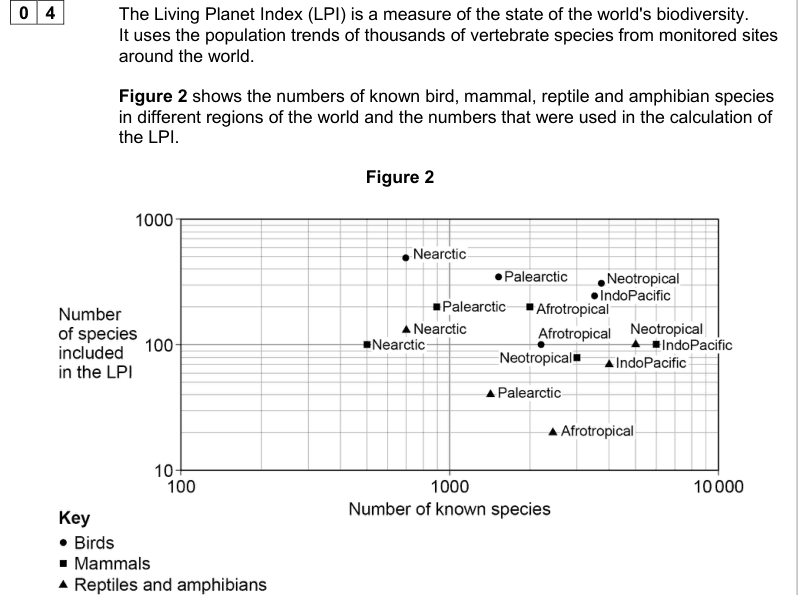 0 4
The Living Planet Index (LPI) is a measure of the state of the world's biodiversity.
It uses the population trends of thousands of vertebrate species from monitored sites
around the world.
Figure 2 shows the numbers of known bird, mammal, reptile and amphibian species
in different regions of the world and the numbers that were used in the calculation of
the LPI.
Figure 2
1000
Nearctic
Palearctic
Neotropical
IndoPacific
Palearctic
Afrotropical
Number
of species
included
in the LPI
Nearctic
Afrotropical
Neotropical
100
Nearctic
IndoPacific
Neotropical
IndoPacific
Palearctic
Afrotropical
10
100
1000
10 000
Number of known species
Key
Birds
Mammals
Reptiles and amphibians